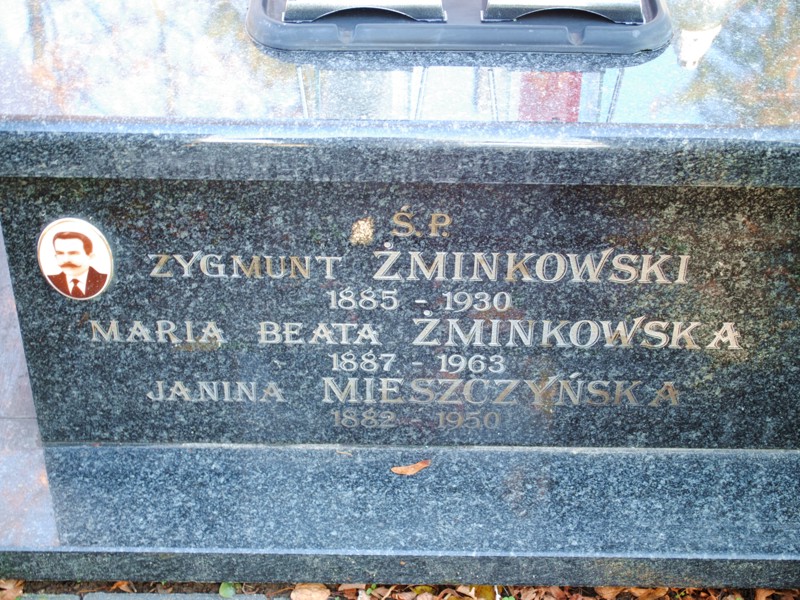 Ś.P.
ZYGMUNT ŻMINKOWSKI
1885 - 1930
MARIA BEATA ŻMINKOWSKA
1887 - 1963
JANINA MIESZCZYŃSKA
1882 - 1950